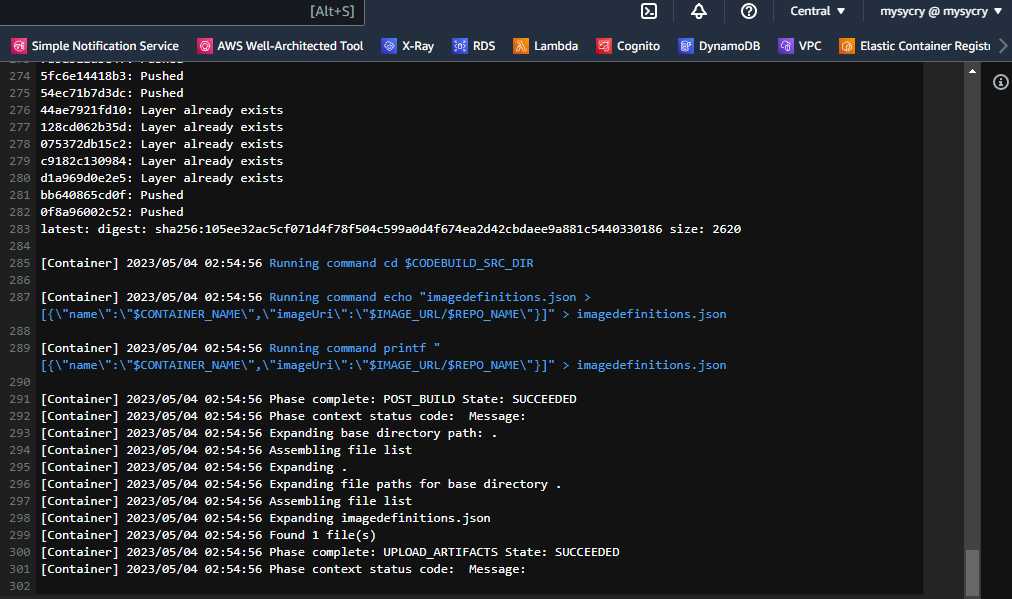 [Alt+S]
Central ▼
mysycry @ mysycry ▼
Simple Notification Service
AWS Well-Architected Tool
X-Ray
RDS
Lambda
Cognito
DynamoDB
VPC
Elastic Container Regist
274 5fc6e14418b3: Pushed
275 54ec71b7d3dc: Pushed
276 44ae7921fd10: Layer already exists
277 128cd062b35d: Layer already exists
278 075372db15c2: Layer already exists
279 c9182c130984: Layer already exists
280 d1a969d0e2e5: Layer already exists
281 bb640865cd0f: Pushed
282 0f8a96002c52: Pushed
283 latest: digest: sha256:105ee32ac5cf071d4f78f504c599a0d4f674ea2d42cbdaee9a881c5440330186 size: 2620
284
285 [Container] 2023/05/04 02:54:56 Running command cd $CODEBUILD_SRC_DIR
286
287 [Container] 2023/05/04 02:54:56 Running command echo "imagedefinitions.json >
[{\"name\":\"$CONTAINER_NAME\",\"imageUri\":\"$IMAGE_URL/$REPO_NAME\"}]" > imagedefinitions.json
288
289 [Container] 2023/05/04 02:54:56 Running command printf "
[{\"name\":\"$CONTAINER_NAME\",\"imageUri\":\"$IMAGE_URL/$REPO_NAME\"}]" > imagedefinitions.json
290
291 [Container] 2023/05/04 02:54:56 Phase complete: POST_BUILD State: SUCCEEDED
292 [Container] 2023/05/04 02:54:56 Phase context status code:  Message:
293 [Container] 2023/05/04 02:54:56 Expanding base directory path: .
294 [Container] 2023/05/04 02:54:56 Assembling file list
295 [Container] 2023/05/04 02:54:56 Expanding .
296 [Container] 2023/05/04 02:54:56 Expanding file paths for base directory .
297 [Container] 2023/05/04 02:54:56 Assembling file list
298 [Container] 2023/05/04 02:54:56 Expanding imagedefinitions.json
299 [Container] 2023/05/04 02:54:56 Found 1 file(s)
300 [Container] 2023/05/04 02:54:56 Phase complete: UPLOAD_ARTIFACTS State: SUCCEEDED
301 [Container] 2023/05/04 02:54:56 Phase context status code:  Message:
302